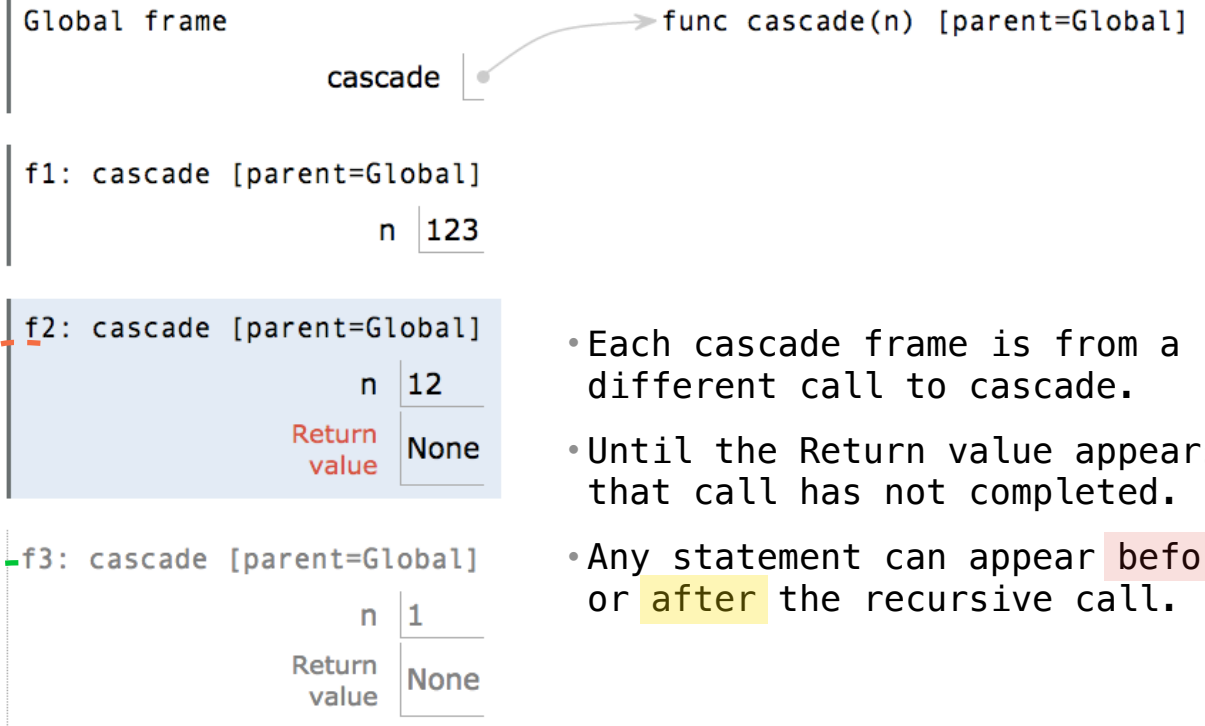 Global frame
func cascade(n) [parent=Global]
cascade
f1: cascade [parent=Global]
n 123
f2: cascade [parent=Global]
n 12
Return
value None
f3: cascade [parent=Global]
n 1
Return
value None
•Each cascade frame is from a
different call to cascade.
•Until the Return value appear
that call has not completed.
•Any statement can appear befo
or after the recursive call.